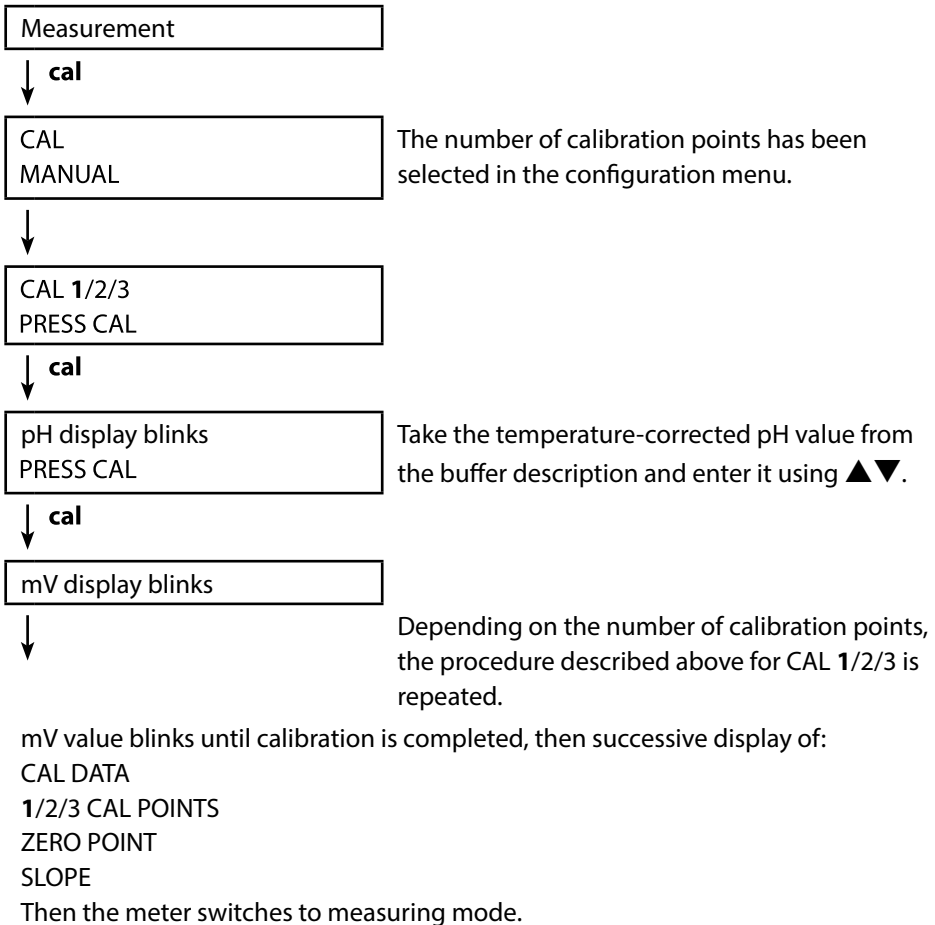 Measurement
cal
CAL
MANUAL
The number of calibration points has been
selected in the configuration menu.
CAL 1/2/3
PRESS CAL
cal
pH display blinks
PRESS CAL
Take the temperature-corrected pH value from
the buffer description and enter it using ▲▼.
cal
mV display blinks
Depending on the number of calibration points,
the procedure described above for CAL 1/2/3 is
repeated.
mV value blinks until calibration is completed, then successive display of:
CAL DATA
1/2/3 CAL POINTS
ZERO POINT
SLOPE
Then the meter switches to measuring mode.